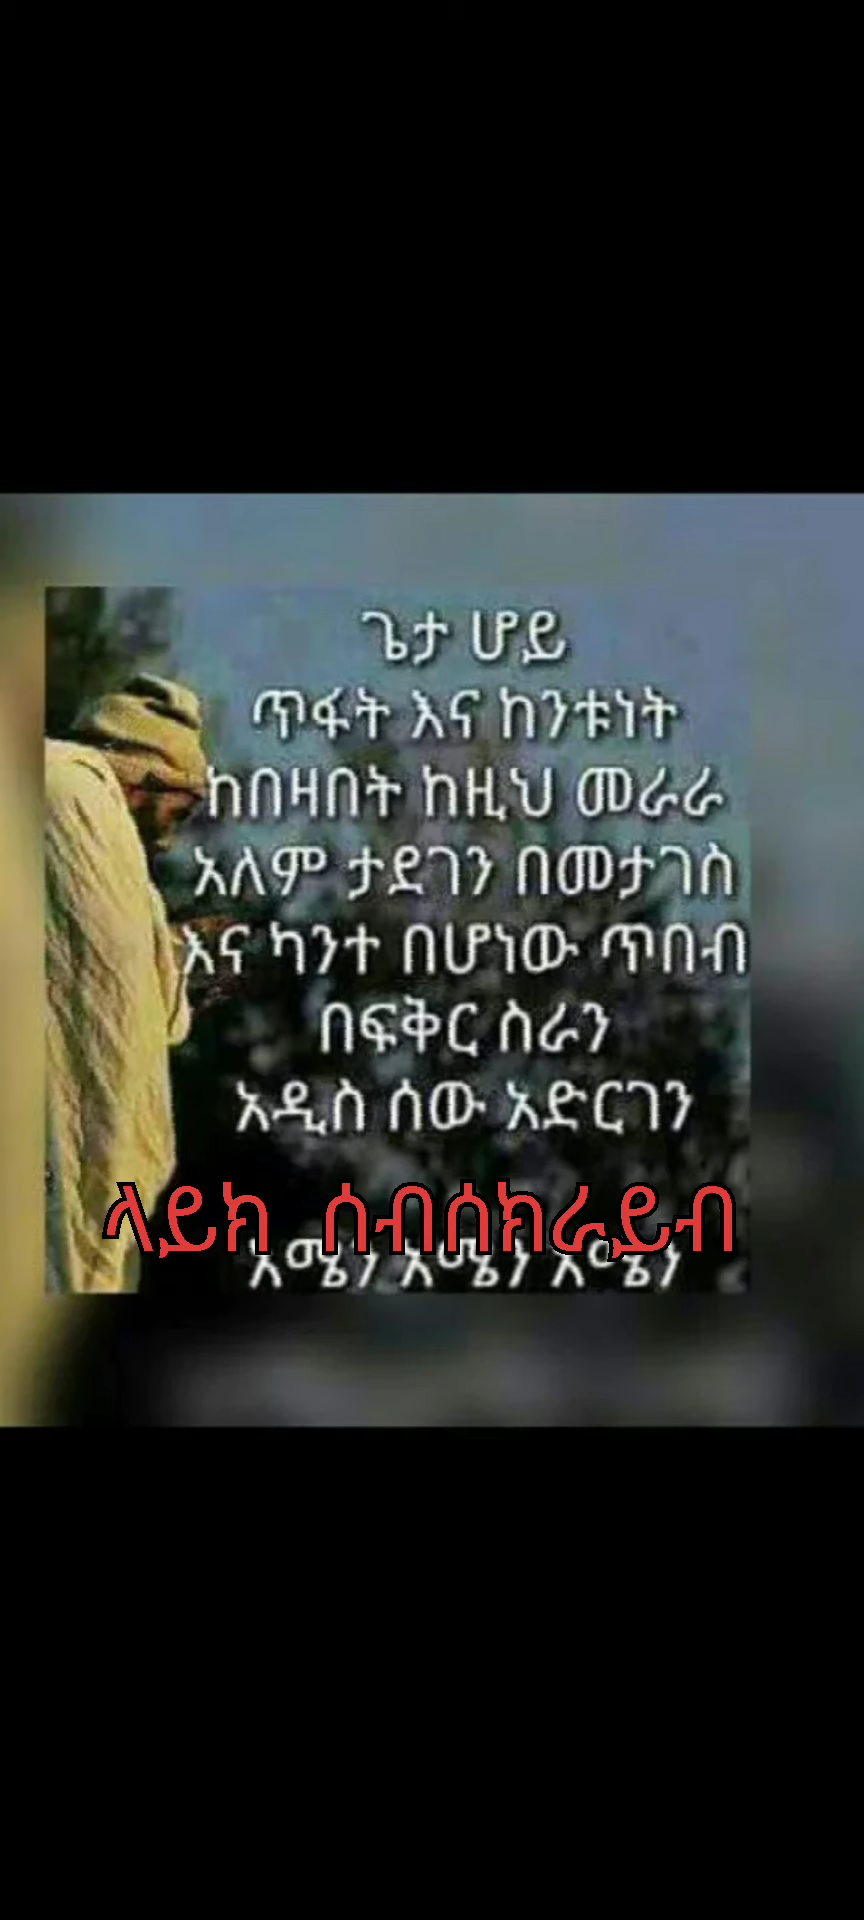 ጌታ ሆይ
ጥፋት እና ከንቱነት
ከበዛበት ከዚህ መራራ
አለም ታደገን በመታገስ
እና ካንተ በሆነው ጥበብ
በፍቅር ስራን
አዲስ ሰው አድርገን
ላይክ ሰብሰክራይብ
አሜን አሜን አሜን